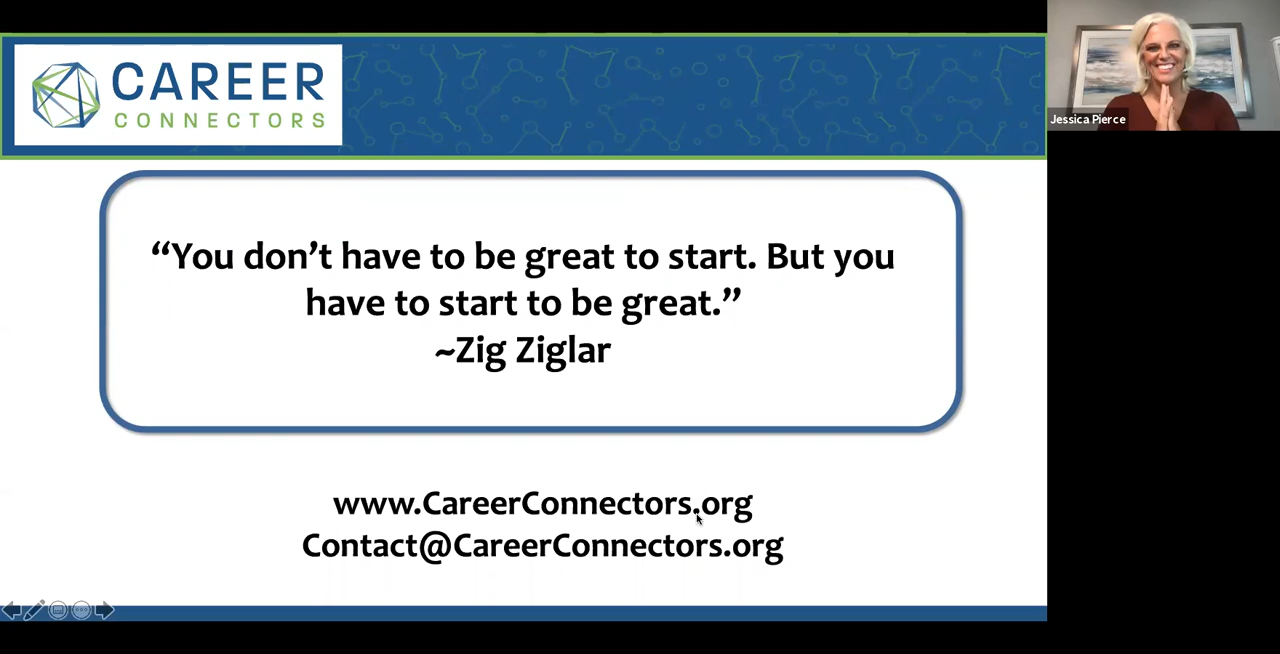 CAREER
CONNECTORS
Jessica Pierce
“You don’t have to be great to start. But you
have to start to be great.”
~Zig Ziglar
www.CareerConnectors.org
Contact@CareerConnectors.org